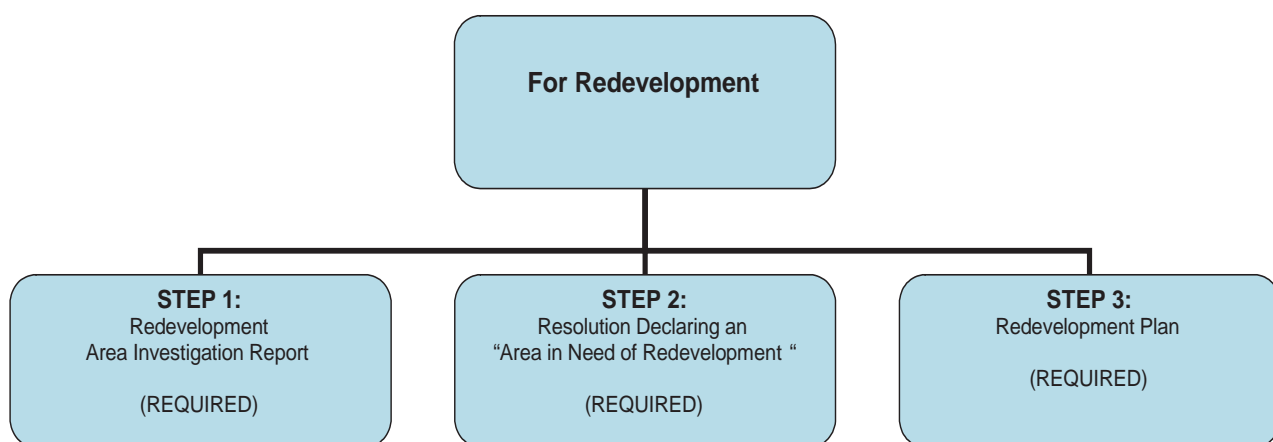 For Redevelopment
STEP 1:
Redevelopment
Area Investigation Report
(REQUIRED)
STEP 2:
Resolution Declaring an
“Area in Need of Redevelopment “
(REQUIRED)
STEP 3:
Redevelopment Plan
(REQUIRED)